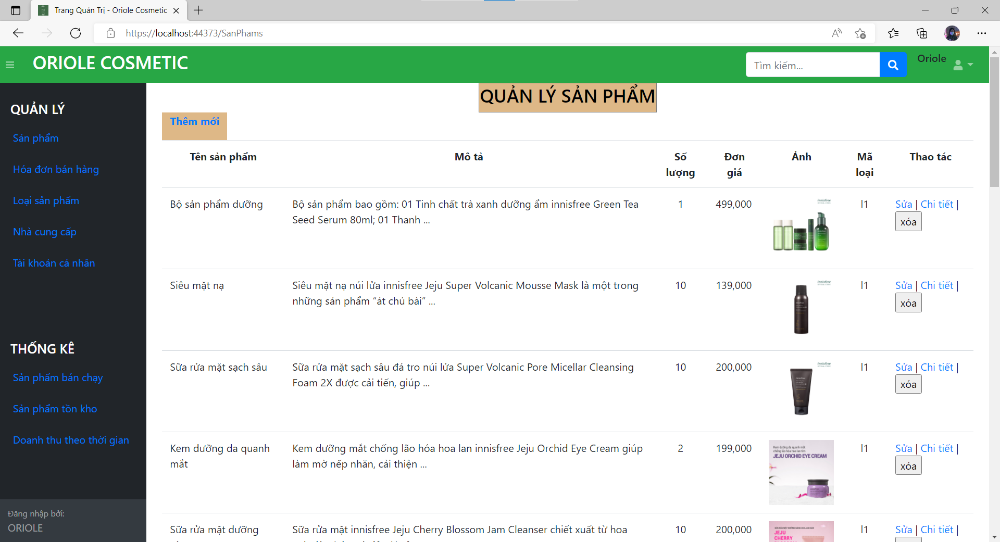 Trang Quản Trị - Oriole Cosmetic
https://localhost:44373/SanPhams
ORIOLE COSMETIC
Tìm kiếm...
Oriole
QUẢN LÝ
Sản phẩm
Hóa đơn bán hàng
Loại sản phẩm
Nhà cung cấp
Tài khoản cá nhân
THỐNG KÊ
Sản phẩm bán chạy
Sản phẩm tồn kho
Doanh thu theo thời gian
Đăng nhập bởi:
ORIOLE
QUẢN LÝ SẢN PHẨM
Thêm mới
Tên sản phẩm Mô tả Số lượng Đơn giá Ảnh Mã loại Thao tác
Bộ sản phẩm dưỡng
Bộ sản phẩm bao gồm: 01 Tinh chất trà xanh dưỡng ẩm innisfree Green Tea
Seed Serum 80ml; 01 Thanh ...
1
499,000
innisfree
l1
Sửa | Chi tiết |
xóa
Siêu mặt nạ
Siêu mặt nạ núi lửa innisfree Jeju Super Volcanic Mousse Mask là một trong
những sản phẩm “át chủ bài” ...
10
139,000
innisfree
l1
Sửa | Chi tiết |
xóa
Sữa rửa mặt sạch sâu
Sữa rửa mặt sạch sâu đá tro núi lửa Super Volcanic Pore Micellar Cleansing
Foam 2X được cải tiến, giúp ...
10
200,000
innisfree
l1
Sửa | Chi tiết |
xóa
Kem dưỡng da quanh
mắt
Kem dưỡng mắt chống lão hóa hoa lan innisfree Jeju Orchid Eye Cream giúp
làm mờ nếp nhăn, cải thiện ...
2
199,000
Kem dưỡng da quanh mắt
chống lão hóa hoa lan tím
JEJU ORCHID EYE CREAM
l1
Sửa | Chi tiết |
xóa
Sữa rửa mặt dưỡng
Sữa rửa mặt innisfree Jeju Cherry Blossom Jam Cleanser chiết xuất từ hoa
10
200,000
JEJU
CHERRY
l1
Sửa | Chi tiết |